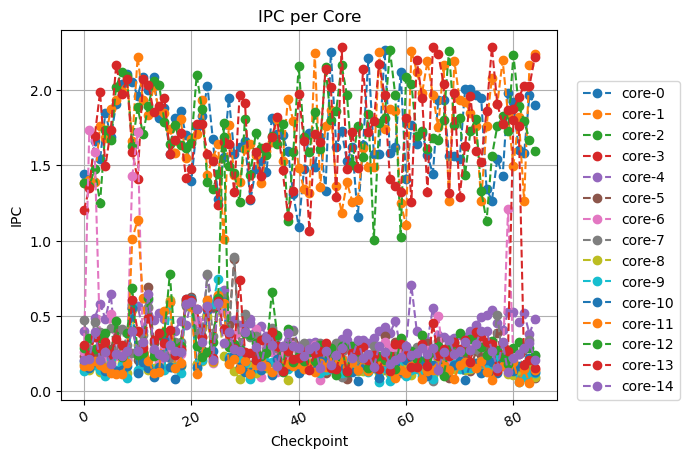 IPC per Core
IPC
2.0
1.5
1.0
0.5
0.0
0
20
40
60
80
Checkpoint
core-0
core-1
core-2
core-3
core-4
core-5
core-6
core-7
core-8
core-9
core-10
core-11
core-12
core-13
core-14